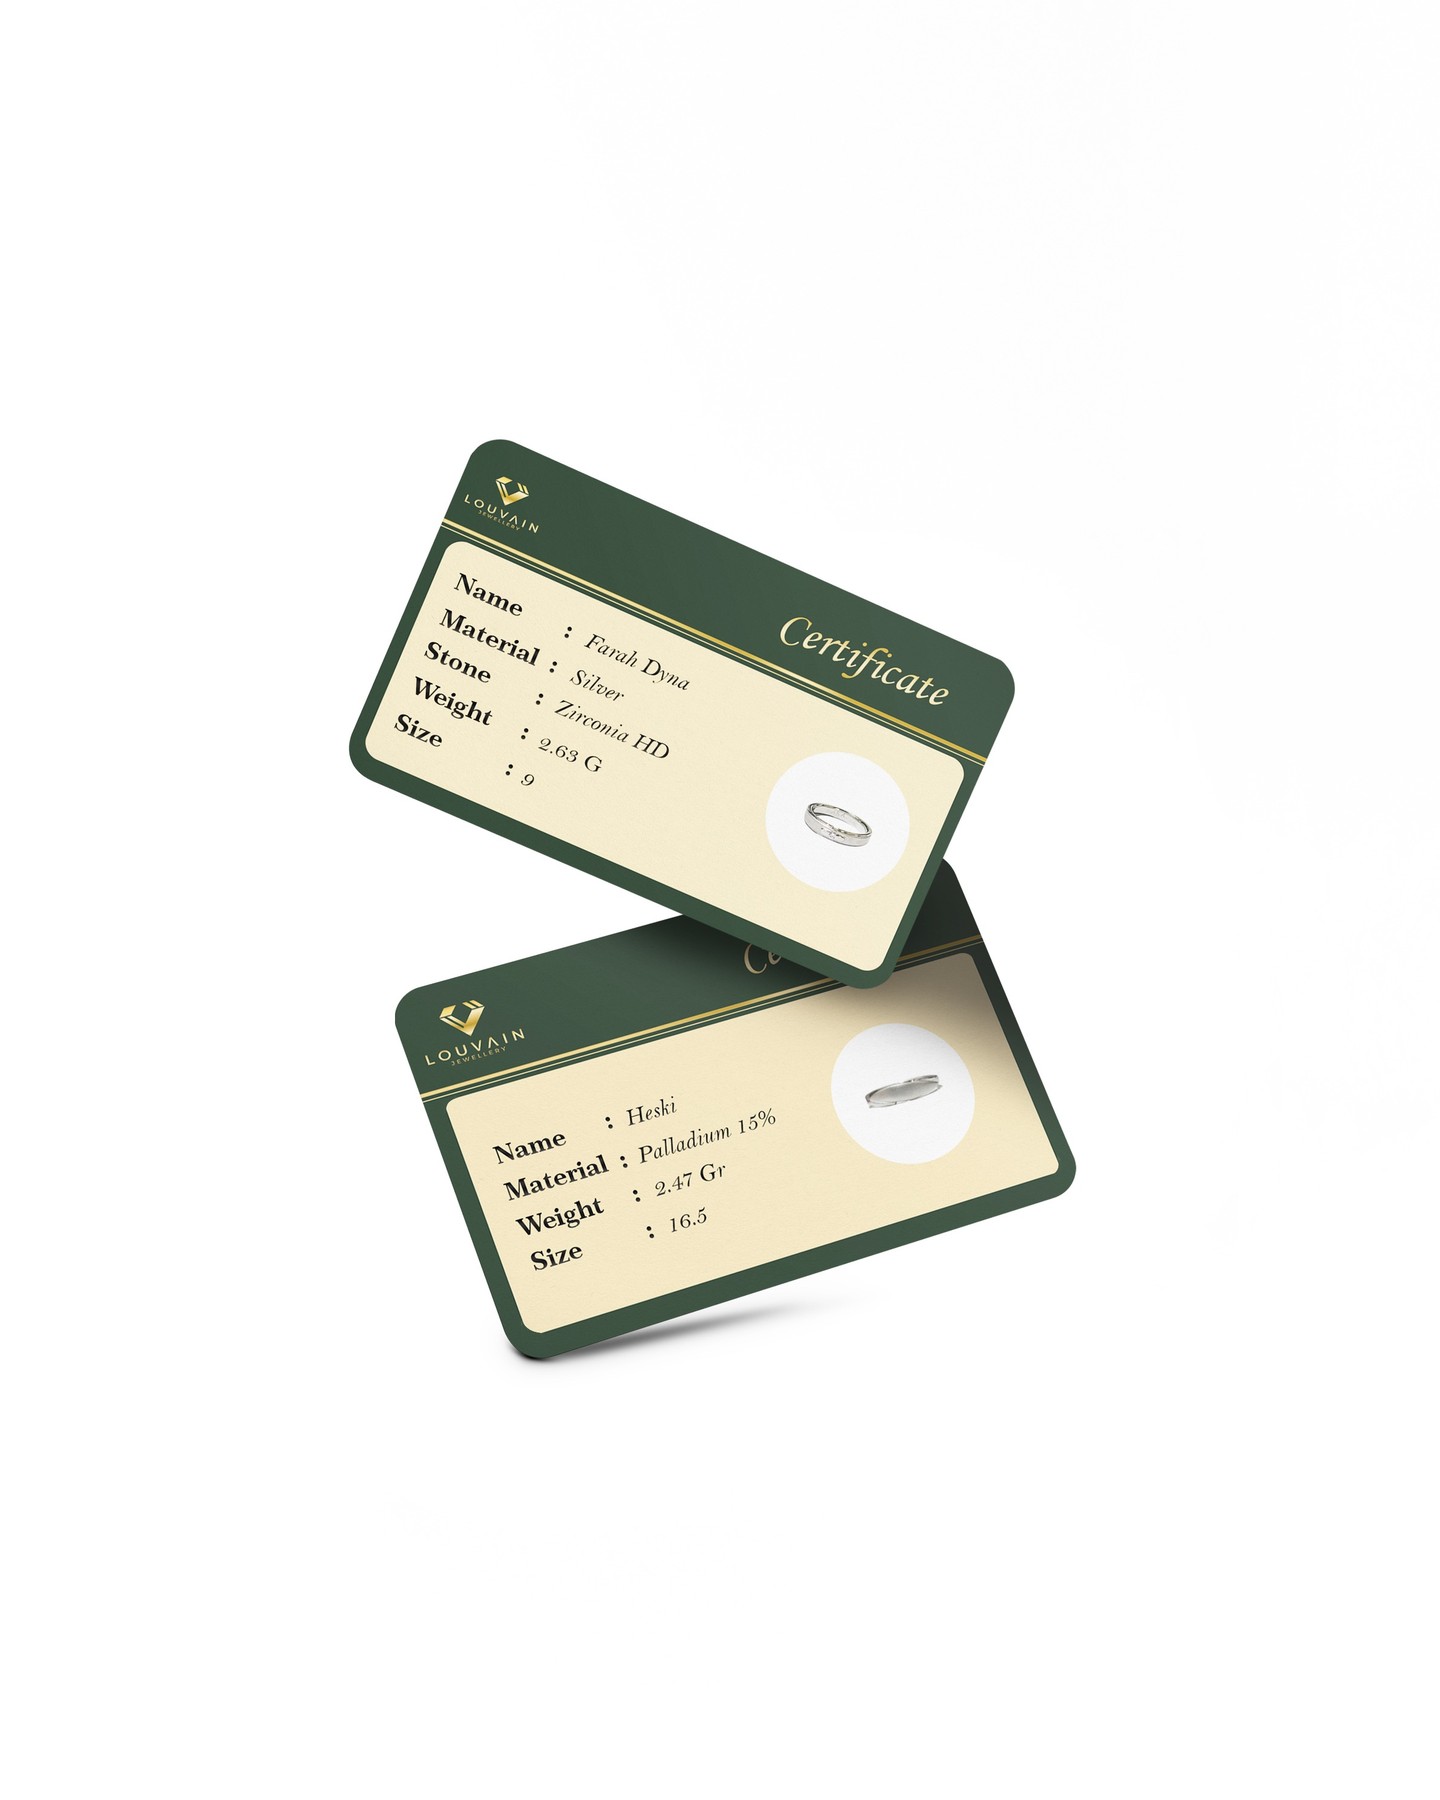 LOUVAIN
JEWELLERY
Certificate
Name : Farah Dyna
Material : Silver
Stone : Zirconia HD
Weight : 2.63 G
Size : 9
Ce
LOUVAIN
JEWELLERY
Name : Heski
Material : Palladium 15%
Weight : 2.47 Gr
Size : 16.5